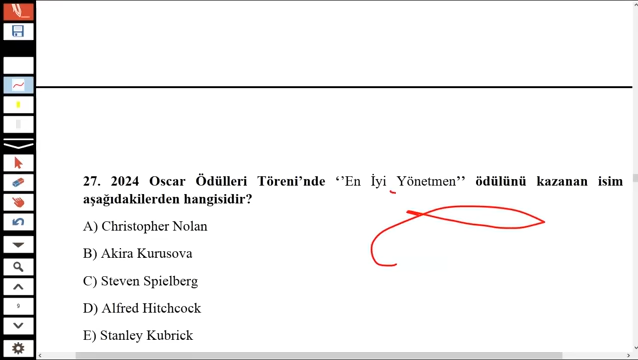 27. 2024 Oscar Ödülleri Töreni’nde ‘’En İyi Yönetmen’’ ödülünü kazanan isim
aşağıdakilerden hangisidir?
A) Christopher Nolan
B) Akira Kurusova
C) Steven Spielberg
D) Alfred Hitchcock
E) Stanley Kubrick
9